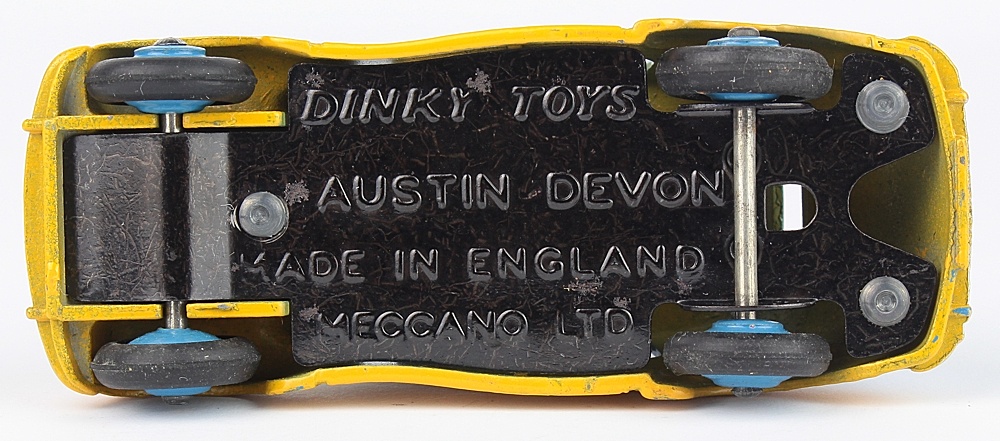 DINKY TOYS
AUSTIN DEVON
MADE IN ENGLAND
MECCANO LTD